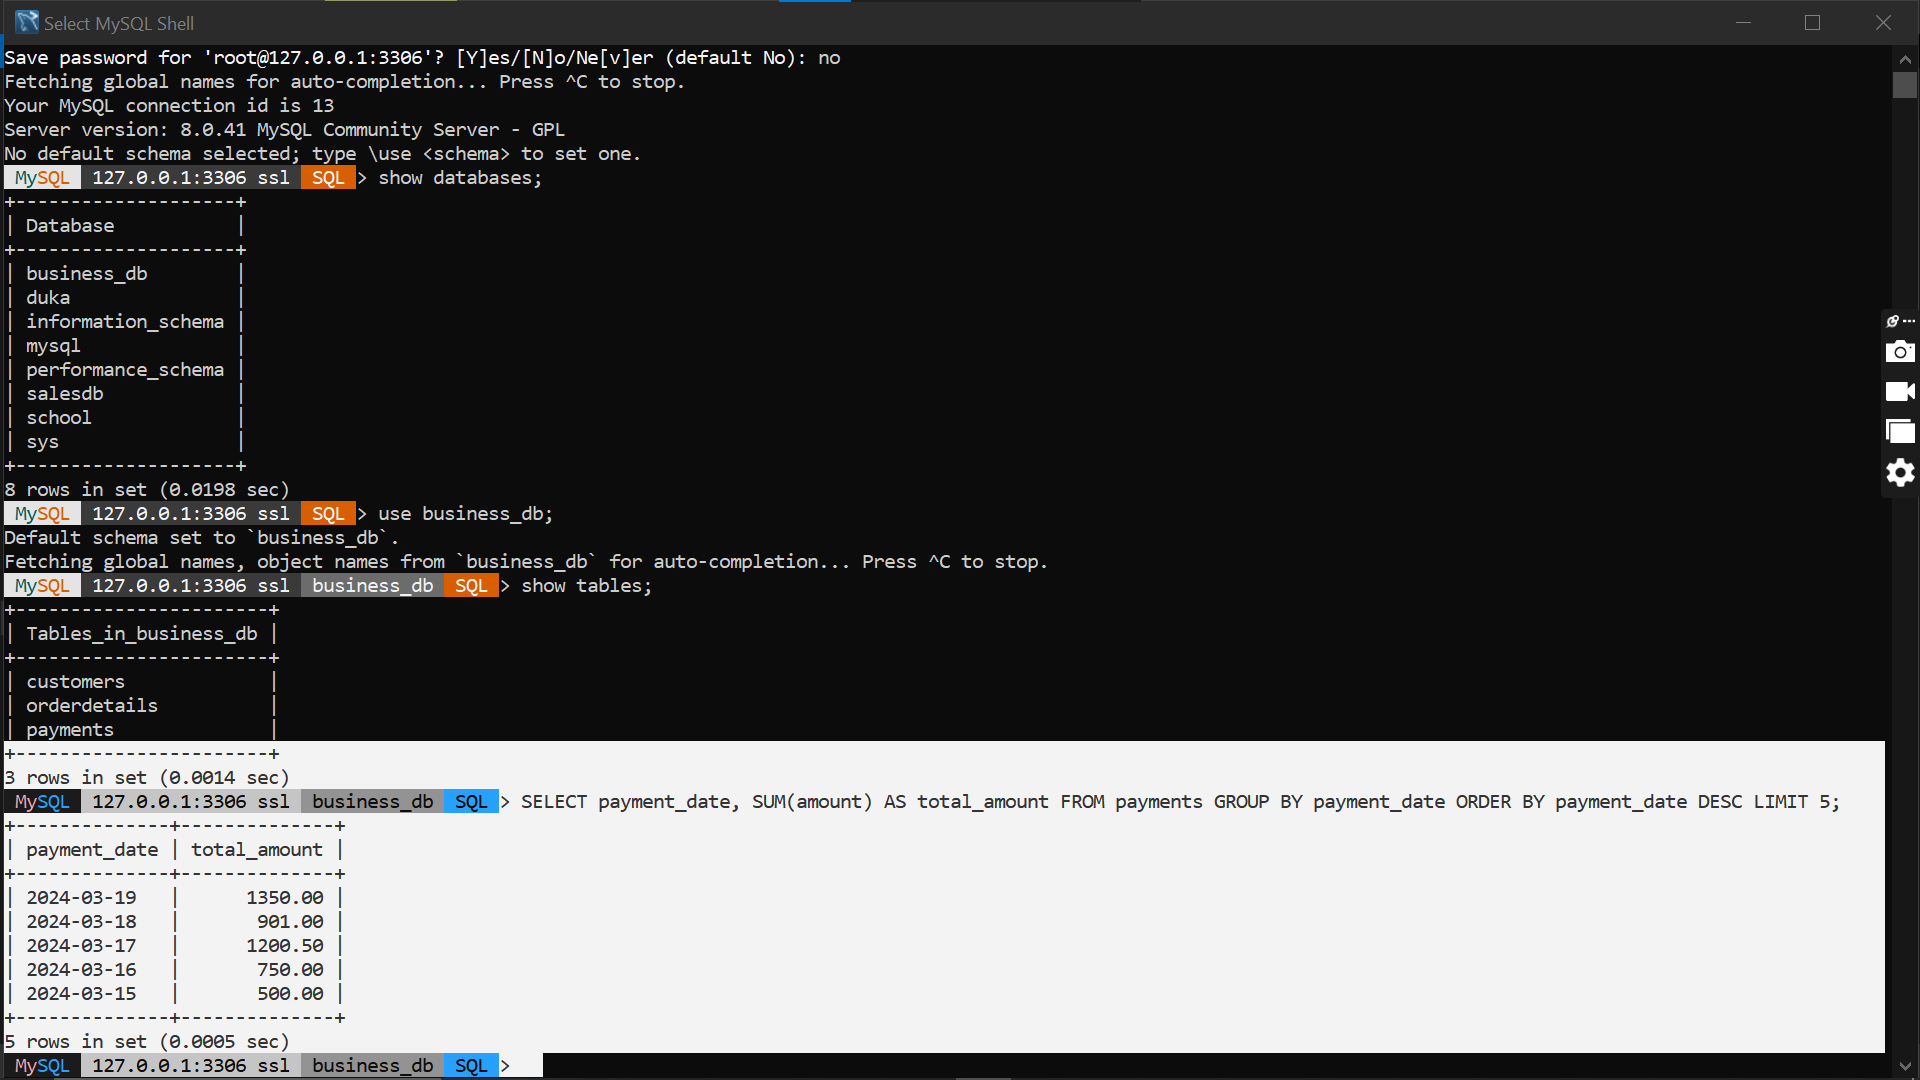 Select MySQL Shell
Save password for 'root@127.0.0.1:3306'? [Y]es/[N]o/Ne[v]er (default No): no
Fetching global names for auto-completion... Press ^C to stop.
Your MySQL connection id is 13
Server version: 8.0.41 MySQL Community Server - GPL
No default schema selected; type \use <schema> to set one.
 MySQL  127.0.0.1:3306 ssl  SQL > show databases;
+--------------------+
| Database           |
+--------------------+
| business_db        |
| duka               |
| information_schema |
| mysql              |
| performance_schema |
| salesdb            |
| school             |
| sys                |
+--------------------+
8 rows in set (0.0198 sec)
 MySQL  127.0.0.1:3306 ssl  SQL > use business_db;
Default schema set to `business_db`.
Fetching global names, object names from `business_db` for auto-completion... Press ^C to stop.
 MySQL  127.0.0.1:3306 ssl  business_db  SQL > show tables;
+-----------------------+
| Tables_in_business_db |
+-----------------------+
| customers             |
| orderdetails          |
| payments              |
+-----------------------+
3 rows in set (0.0014 sec)
 MySQL  127.0.0.1:3306 ssl  business_db  SQL > SELECT payment_date, SUM(amount) AS total_amount FROM payments GROUP BY payment_date ORDER BY payment_date DESC LIMIT 5;
+--------------+--------------+
| payment_date | total_amount |
+--------------+--------------+
| 2024-03-19   |      1350.00 |
| 2024-03-18   |       901.00 |
| 2024-03-17   |      1200.50 |
| 2024-03-16   |       750.00 |
| 2024-03-15   |       500.00 |
+--------------+--------------+
5 rows in set (0.0005 sec)
 MySQL  127.0.0.1:3306 ssl  business_db  SQL >